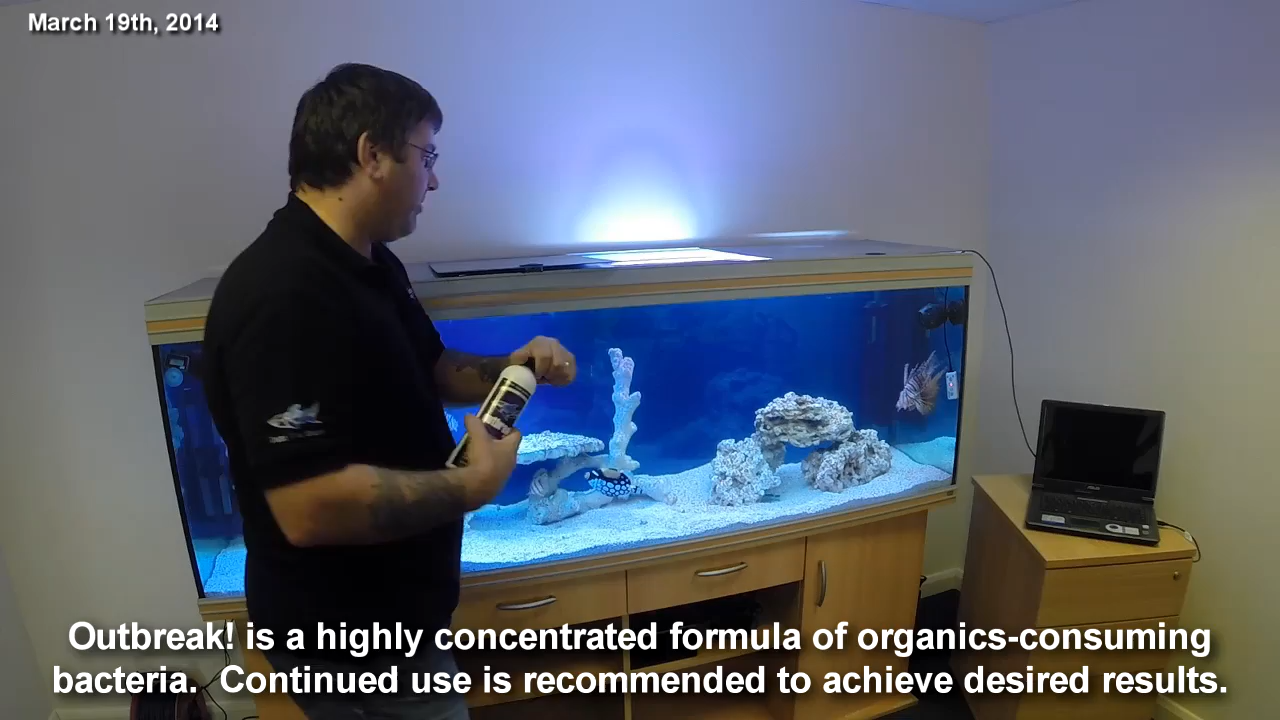 March 19th, 2014
Outbreak! is a highly concentrated formula of organics-consuming
bacteria.  Continued use is recommended to achieve desired results.